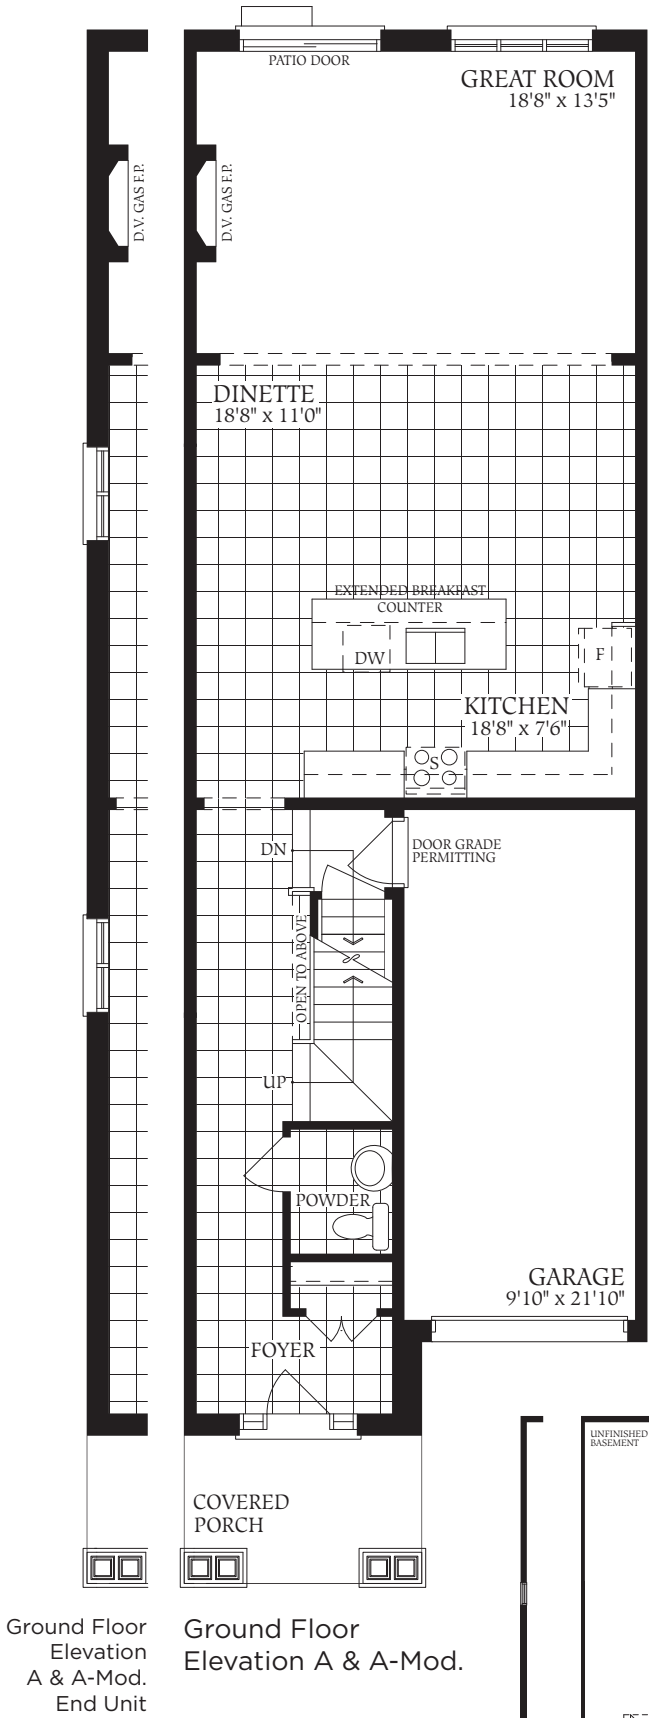 PATIO DOOR
GREAT ROOM
18'8" x 13'5"
D.V. GAS F.P.
D.V. GAS F.P.
DINETTE
18'8" x 11'0"
EXTENDED BREAKFAST
COUNTER
DW
F
KITCHEN
18'8" x 7'6"
S
DN
DOOR GRADE
PERMITTING
OPEN TO ABOVE
UP
POWDER
GARAGE
9'10" x 21'10"
FOYER
UNFINISHED
BASEMENT
COVERED
PORCH
Ground Floor
Elevation
A & A-Mod.
End Unit
Ground Floor
Elevation A & A-Mod.